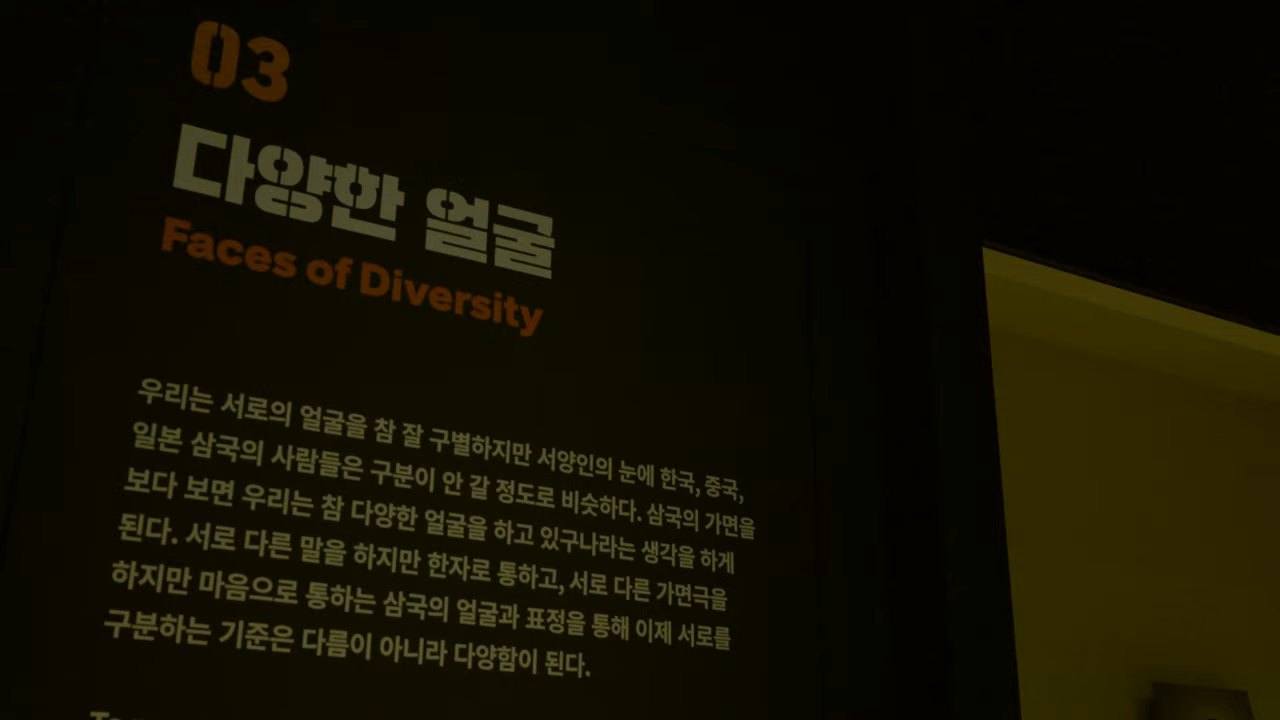 03
다양한 얼굴
Faces of Diversity
우리는 서로의 얼굴을 참 잘 구별하지만 서양인의 눈에 한국, 중국,
일본 삼국의 사람들은 구분이 안 갈 정도로 비슷하다. 삼국의 가면을
보다 보면 우리는 참 다양한 얼굴을 하고 있구나라는 생각을 하게
된다. 서로 다른 말을 하지만 한자로 통하고, 서로 다른 가면극을
하지만 마음으로 통하는 삼국의 얼굴과 표정을 통해 이제 서로를
구분하는 기준은 다름이 아니라 다양함이 된다.